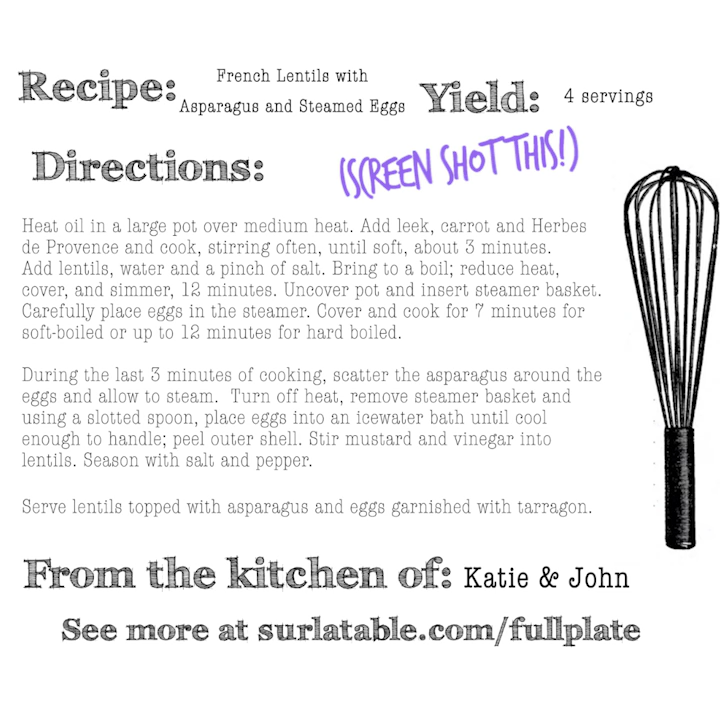 Recipe: French Lentils with
Asparagus and Steamed Eggs
Yield: 4 servings
Directions:
(SCREEN SHOT THIS!)
Heat oil in a large pot over medium heat. Add leek, carrot and Herbes
de Provence and cook, stirring often, until soft, about 3 minutes.
Add lentils, water and a pinch of salt. Bring to a boil; reduce heat,
cover, and simmer, 12 minutes. Uncover pot and insert steamer basket.
Carefully place eggs in the steamer. Cover and cook for 7 minutes for
soft-boiled or up to 12 minutes for hard boiled.
During the last 3 minutes of cooking, scatter the asparagus around the
eggs and allow to steam. Turn off heat, remove steamer basket and
using a slotted spoon, place eggs into an icewater bath until cool
enough to handle; peel outer shell. Stir mustard and vinegar into
lentils. Season with salt and pepper.
Serve lentils topped with asparagus and eggs garnished with tarragon.
From the kitchen of: Katie & John
See more at surlatable.com/fullplate